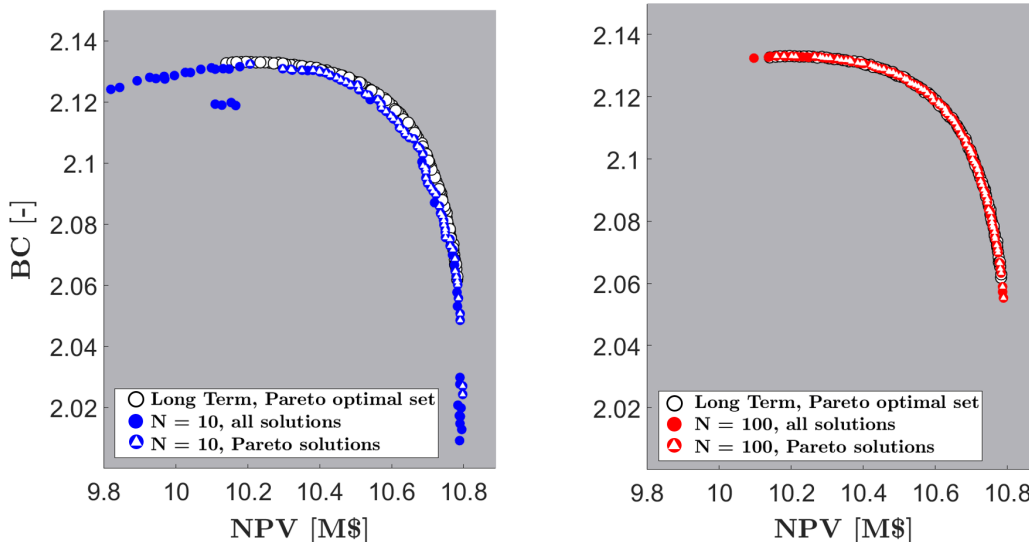 2.14
2.12
2.1
2.08
2.06
2.04
2.02
BC [-]
Long Term, Pareto optimal set
N = 10, all solutions
N = 10, Pareto solutions
9.8 10 10.2 10.4 10.6 10.8
NPV [M$]
2.14
2.12
2.1
2.08
2.06
2.04
2.02
Long Term, Pareto optimal set
N = 100, all solutions
N = 100, Pareto solutions
9.8 10 10.2 10.4 10.6 10.8
NPV [M$]